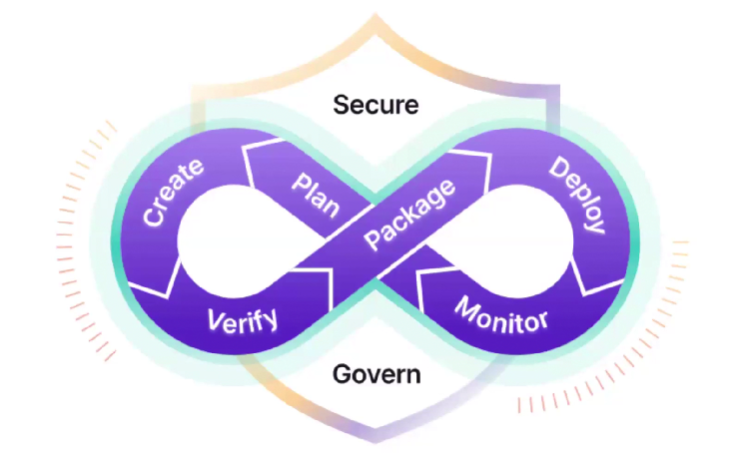 Secure
Create
Plan
Package
Deploy
Verify
Monitor
Govern